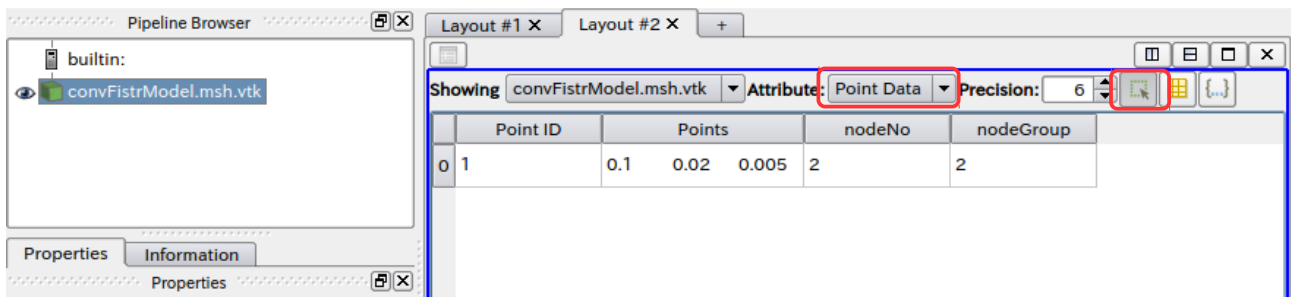 Pipeline Browser
builtin:
convFistrModel.msh.vtk
Properties Information
Properties
Layout #1 Layout #2 +
Showing convFistrModel.msh.vtk Attribute: Point Data Precision: 6 {...}
Point ID Points nodeNo nodeGroup
0 1 0.1 0.02 0.005 2 2